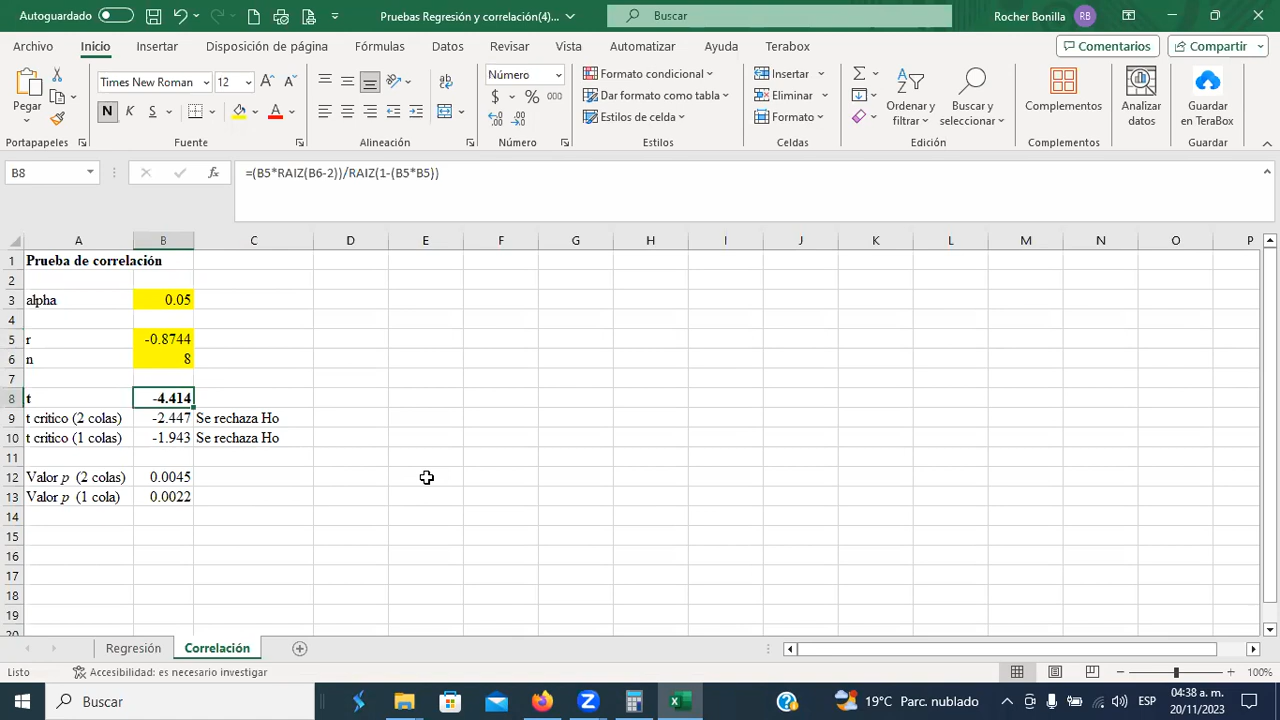 Autoguardado
Pruebas Regresión y correlación(4)...
Buscar
Rocher Bonilla
RB
Archivo
Inicio
Insertar
Disposición de página
Fórmulas
Datos
Revisar
Vista
Automatizar
Ayuda
Terabox
Comentarios
Compartir
Pegar
Times New Roman
12
N K S
Número
$ % 000
Formato condicional
Dar formato como tabla
Estilos de celda
Insertar
Eliminar
Formato
Ordenar y filtrar
Buscar y seleccionar
Complementos
Analizar datos
Guardar en TeraBox
Portapapeles
Fuente
Alineación
Número
Estilos
Celdas
Edición
Complementos
Guardar
B8
fx
=(B5*RAIZ(B6-2))/RAIZ(1-(B5*B5))
A B C D E F G H I J K L M N O P
1 Prueba de correlación
2
3 alpha 0.05
4
5 r -0.8744
6 n 8
7
8 t -4.414
9 t critico (2 colas) -2.447 Se rechaza Ho
10 t critico (1 colas) -1.943 Se rechaza Ho
11
12 Valor p (2 colas) 0.0045
13 Valor p (1 cola) 0.0022
14
15
16
17
18
19
20
Regresión
Correlación
Listo
Accesibilidad: es necesario investigar
100%
Buscar
19°C Parc. nublado
ESP
04:38 a. m.
20/11/2023